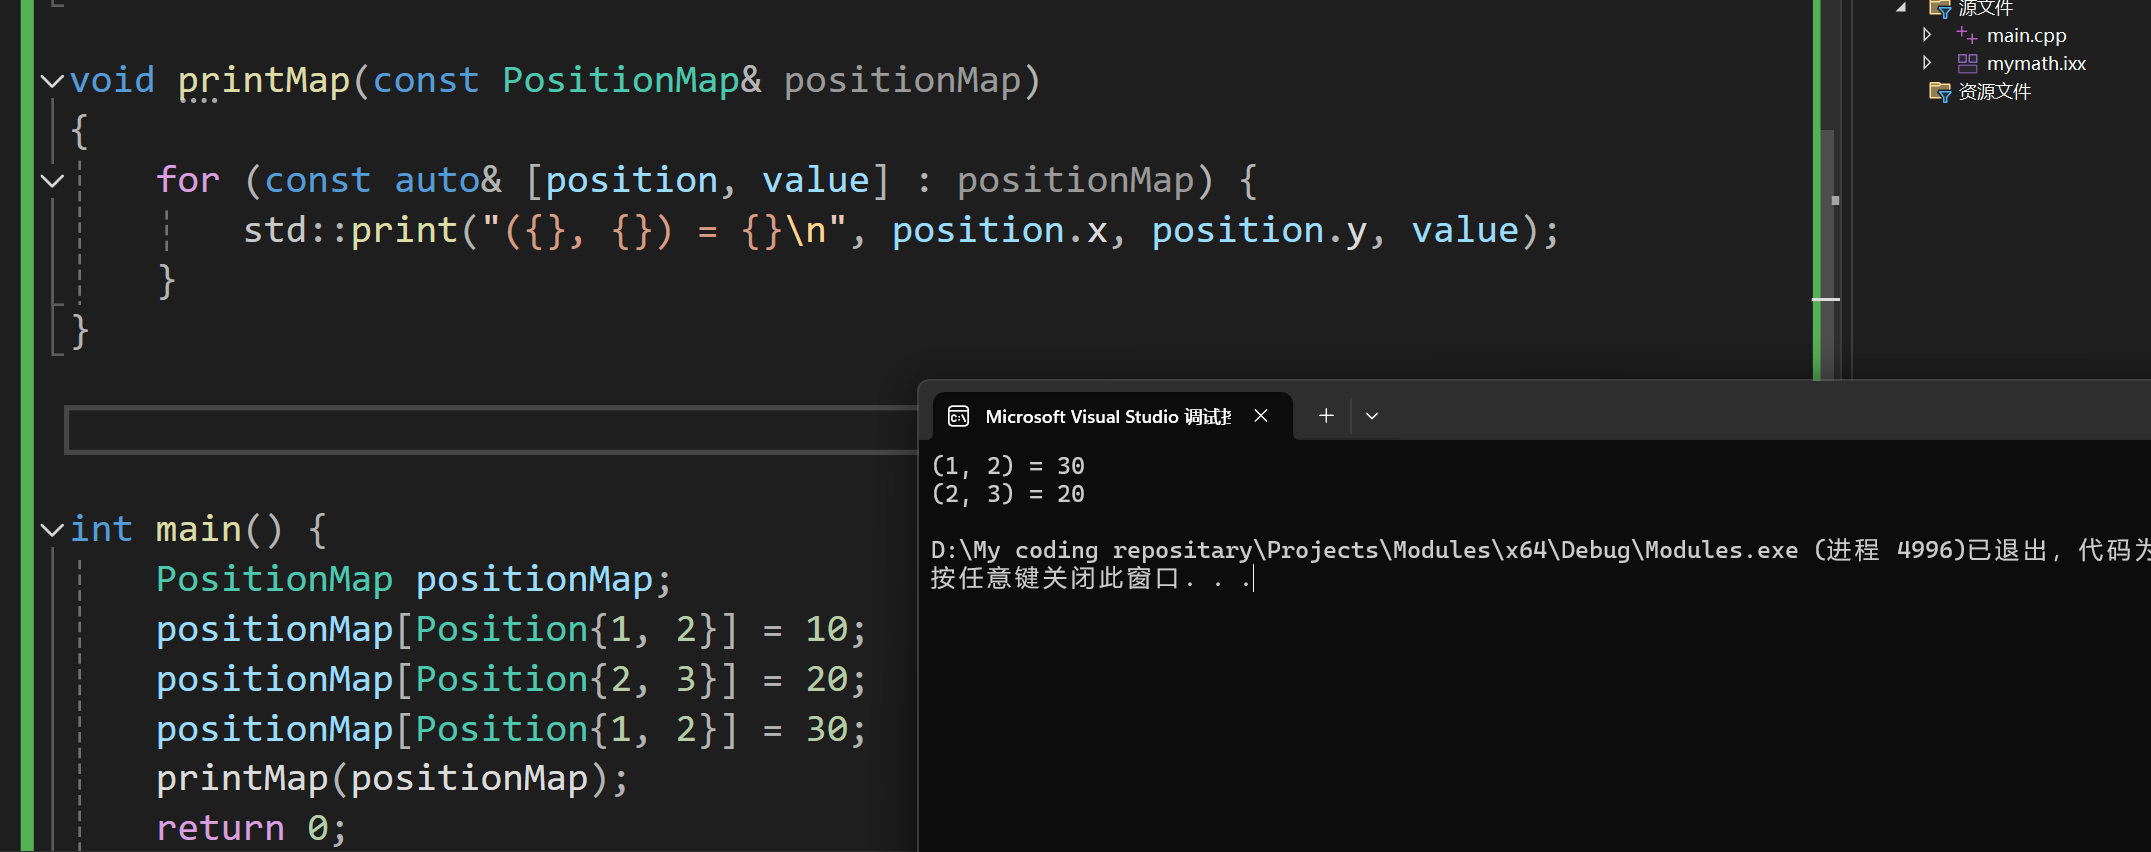 void printMap(const PositionMap& positionMap)
{
    for (const auto& [position, value] : positionMap) {
        std::print("({}, {}) = {}\n", position.x, position.y, value);
    }
}
int main() {
    PositionMap positionMap;
    positionMap[Position{1, 2}] = 10;
    positionMap[Position{2, 3}] = 20;
    positionMap[Position{1, 2}] = 30;
    printMap(positionMap);
    return 0;
源文件
main.cpp
mymath.ixx
资源文件
Microsoft Visual Studio 调试
(1, 2) = 30
(2, 3) = 20
D:\My coding repositary\Projects\Modules\x64\Debug\Modules.exe (进程 4996)已退出，代码为
按任意键关闭此窗口. . .